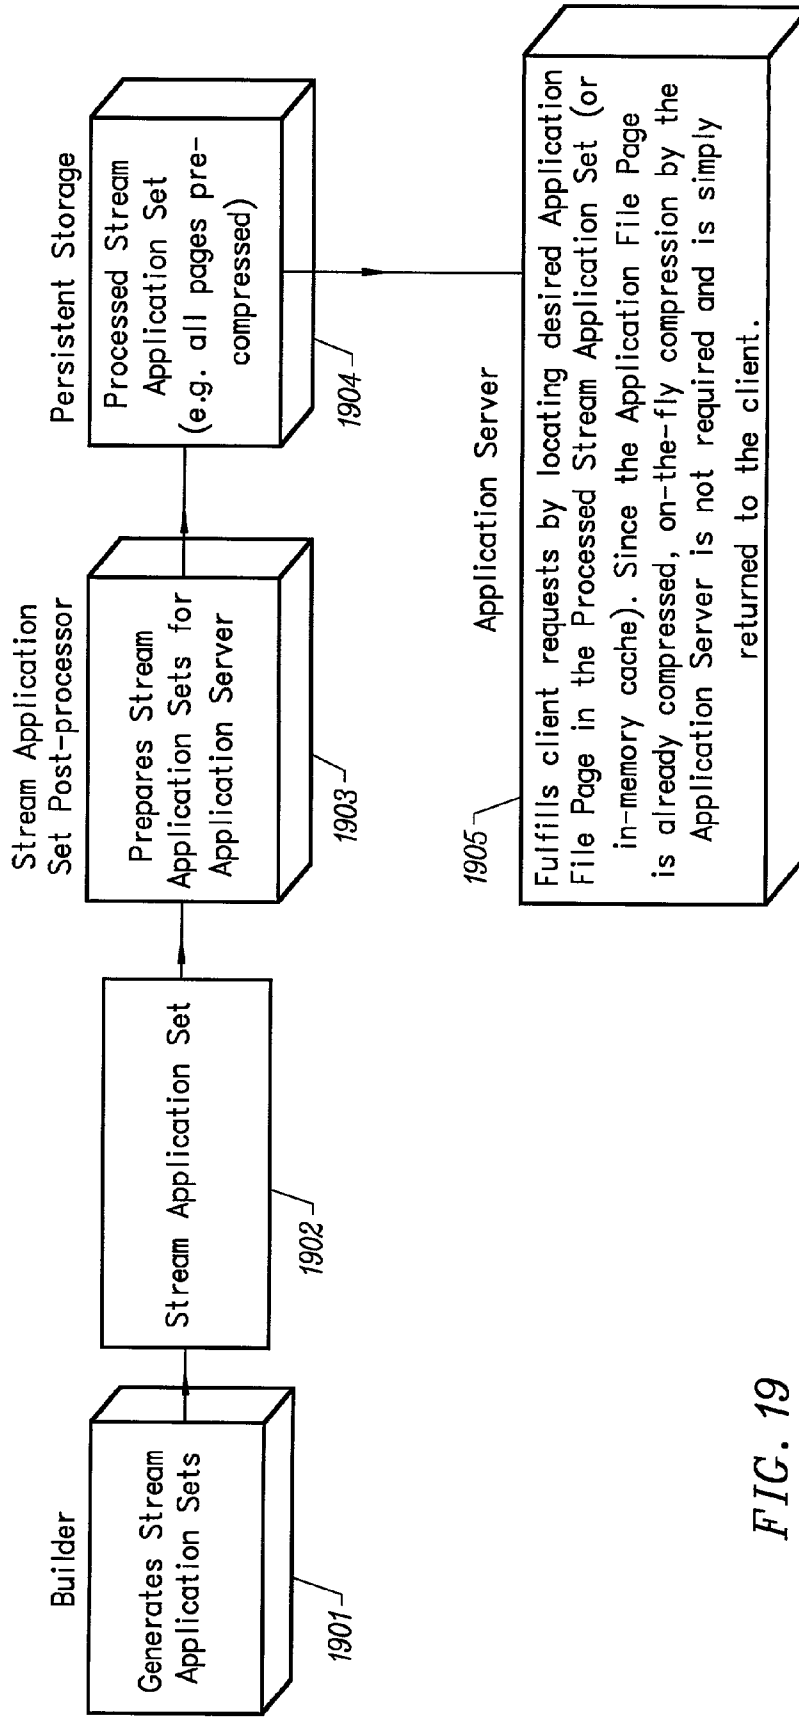 Builder
Generates Stream
Application Sets
1901
Stream Application Set
1902
Stream Application
Set Post-processor
Prepares Stream
Application Sets for
Application Server
1903
Persistent Storage
Processed Stream
Application Set
(e.g. all pages pre-
compressed)
1904
Application Server
1905
Fulfills client requests by locating desired Application
File Page in the Processed Stream Application Set (or
in-memory cache). Since the Application File Page
is already compressed, on-the-fly compression by the
Application Server is not required and is simply
returned to the client.
FIG. 19